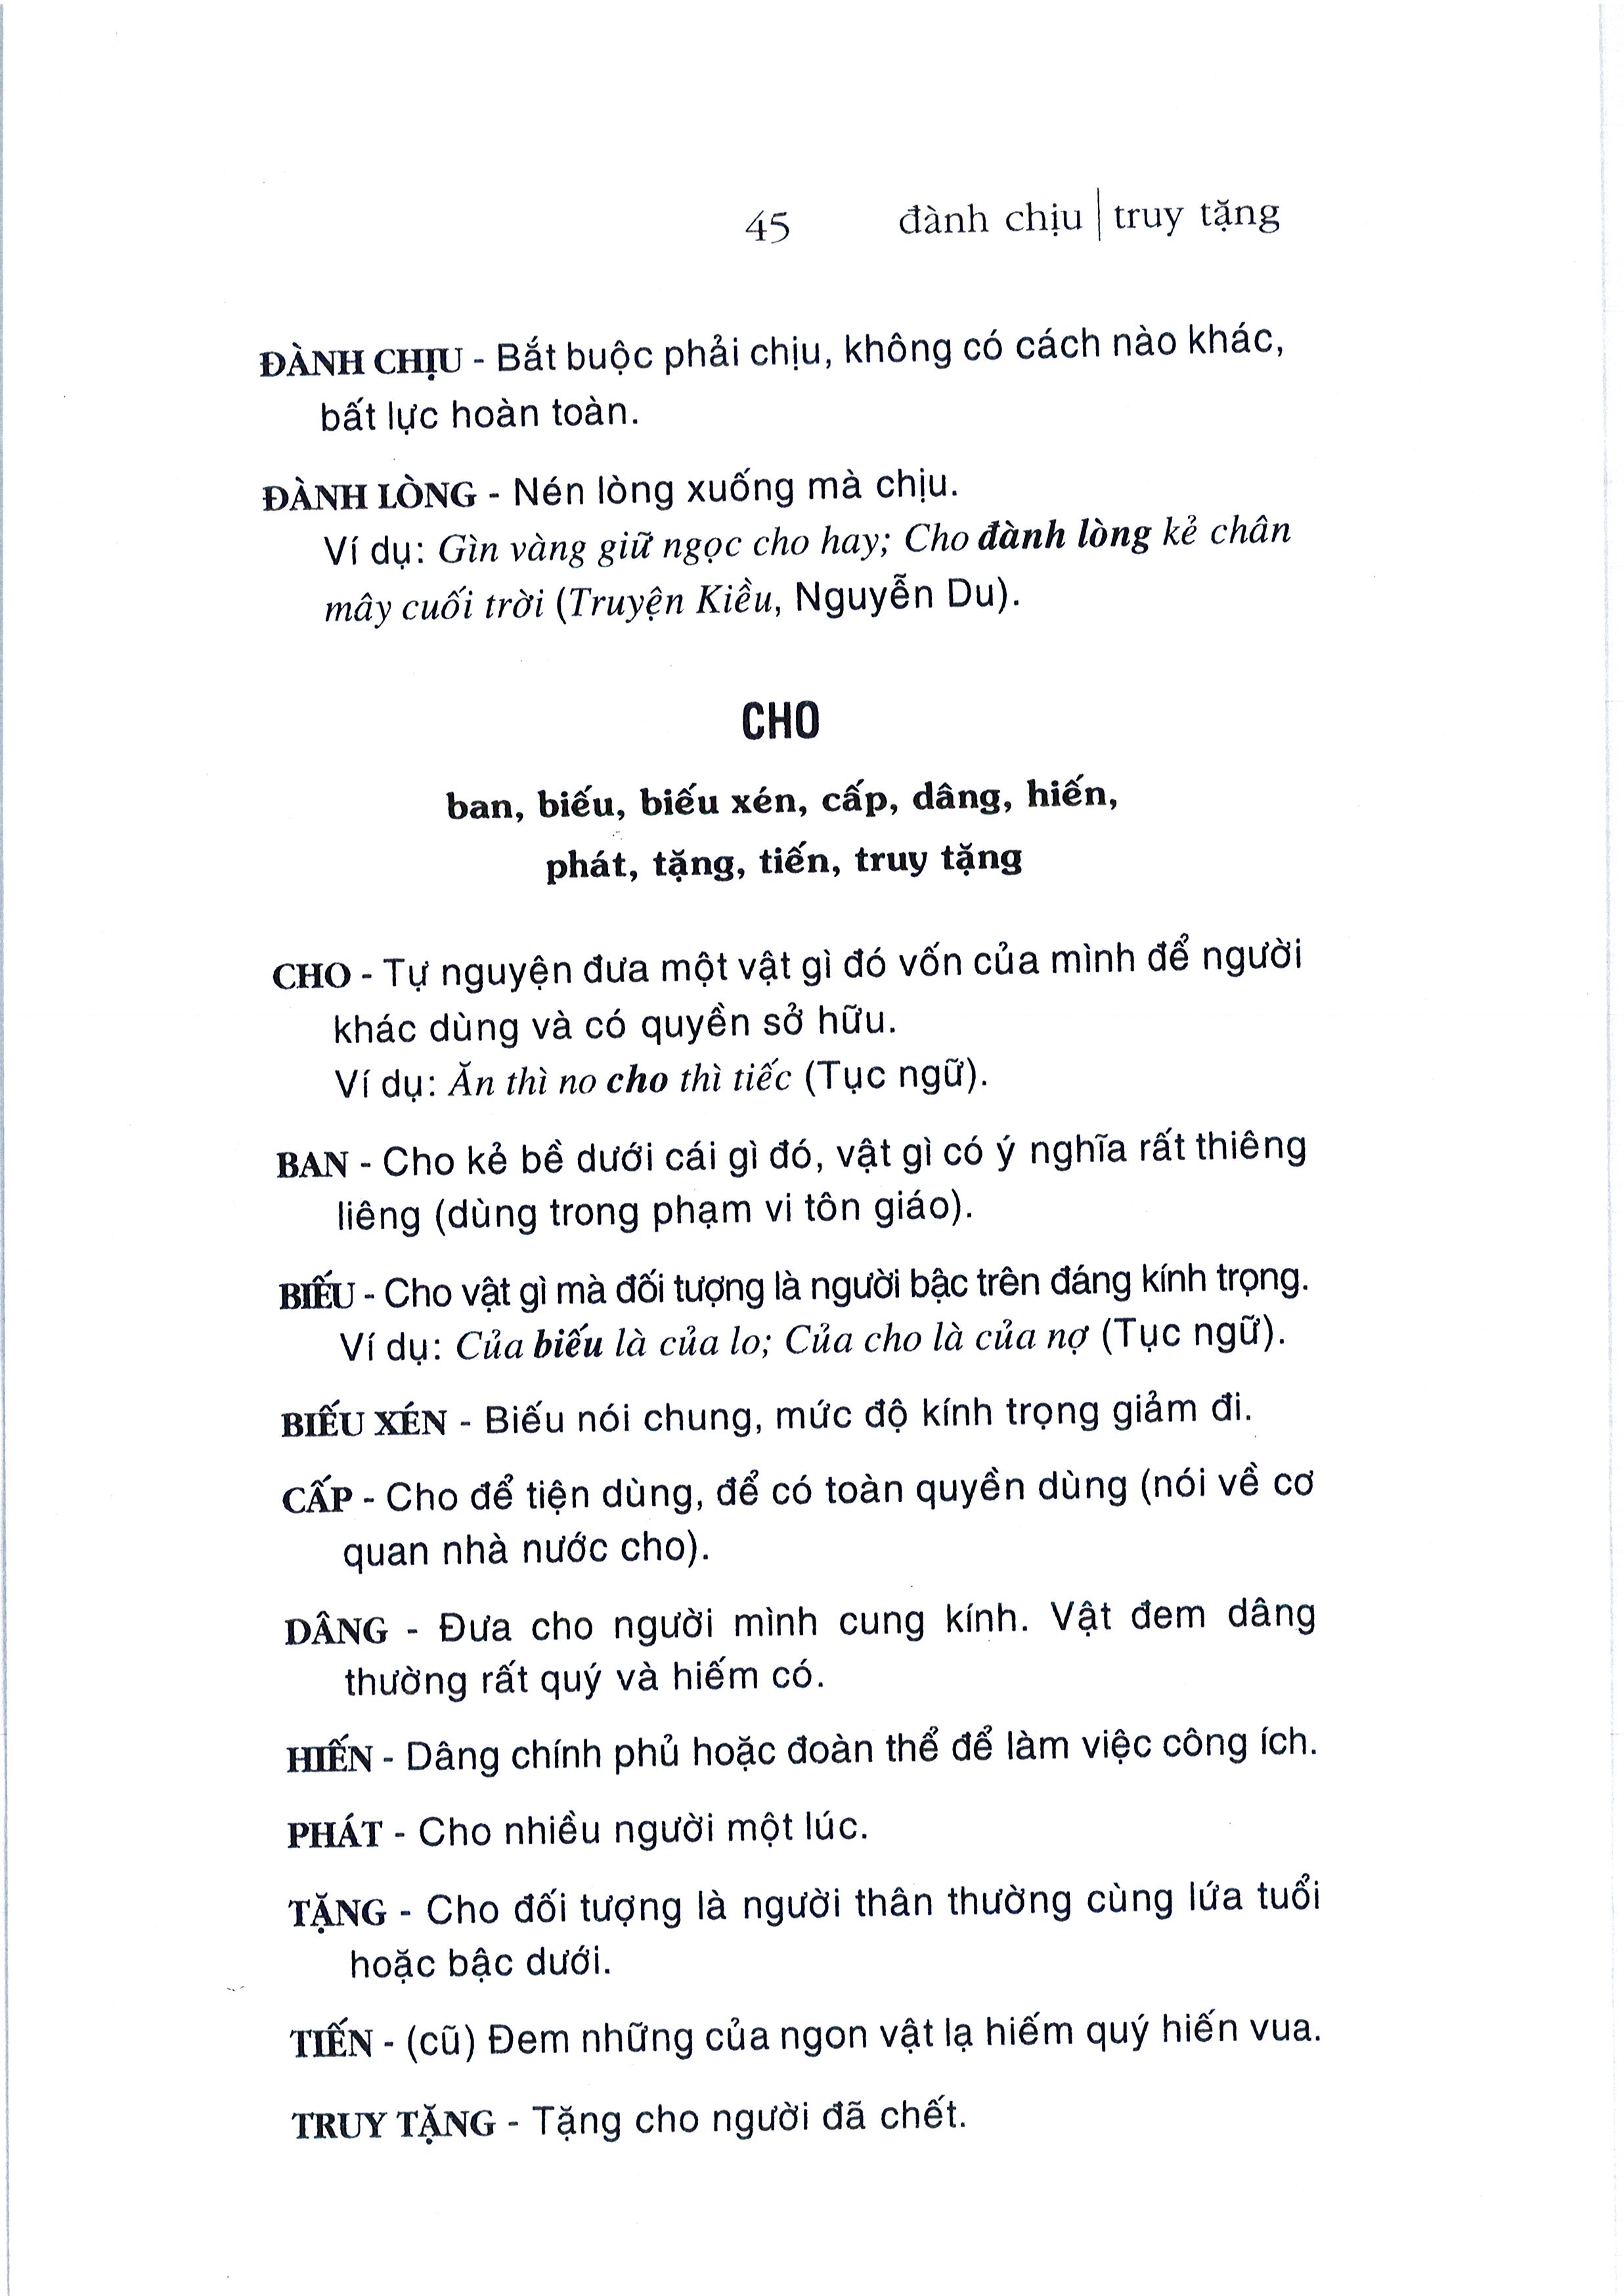 45 đành chịu | truy tặng
ĐÀNH CHỊU - Bắt buộc phải chịu, không có cách nào khác,
bất lực hoàn toàn.
ĐÀNH LÒNG - Nén lòng xuống mà chịu.
Ví dụ: Gìn vàng giữ ngọc cho hay; Cho đành lòng kẻ chân
mây cuối trời (Truyện Kiều, Nguyễn Du).
CHO
ban, biếu, biếu xén, cấp, dâng, hiến,
phát, tặng, tiến, truy tặng
CHO - Tự nguyện đưa một vật gì đó vốn của mình để người
khác dùng và có quyền sở hữu.
Ví dụ: Ăn thì no cho thì tiếc (Tục ngữ).
BAN - Cho kẻ bề dưới cái gì đó, vật gì có ý nghĩa rất thiêng
liêng (dùng trong phạm vi tôn giáo).
BIẾU - Cho vật gì mà đối tượng là người bậc trên đáng kính trọng.
Ví dụ: Của biếu là của lo; Của cho là của nợ (Tục ngữ).
BIẾU XÉN - Biếu nói chung, mức độ kính trọng giảm đi.
CẤP - Cho để tiện dùng, để có toàn quyền dùng (nói về cơ
quan nhà nước cho).
DÂNG - Đưa cho người mình cung kính. Vật đem dâng
thường rất quý và hiếm có.
HIẾN - Dâng chính phủ hoặc đoàn thể để làm việc công ích.
PHÁT - Cho nhiều người một lúc.
TẶNG - Cho đối tượng là người thân thường cùng lứa tuổi
hoặc bậc dưới.
TIẾN - (cũ) Đem những của ngon vật lạ hiếm quý hiến vua.
TRUY TẶNG - Tặng cho người đã chết.